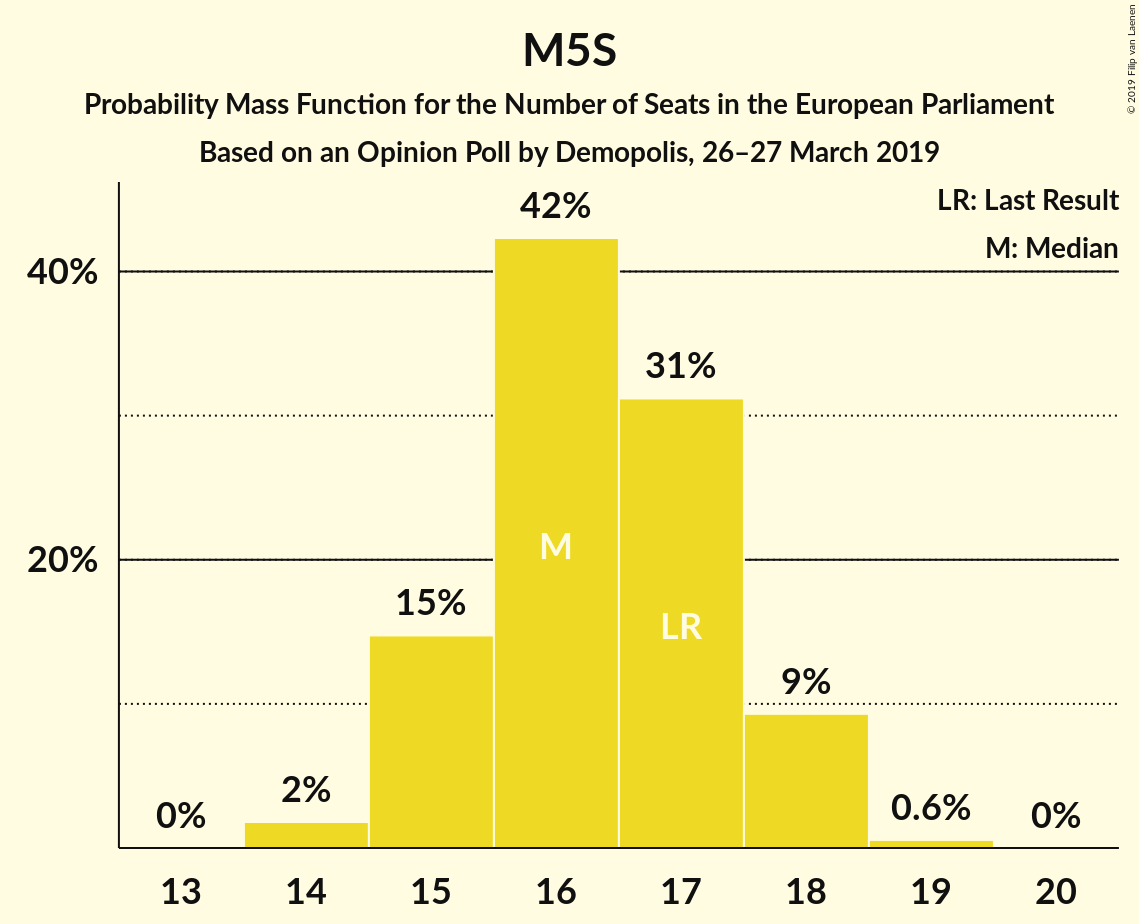 M5S
Probability Mass Function for the Number of Seats in the European Parliament
Based on an Opinion Poll by Demopolis, 26–27 March 2019
© 2019 Filip van Laenen
LR: Last Result
M: Median
42%
40%
31%
M
20%
15%
LR
9%
2%
0%
0.6%
0%
13 14 15 16 17 18 19 20